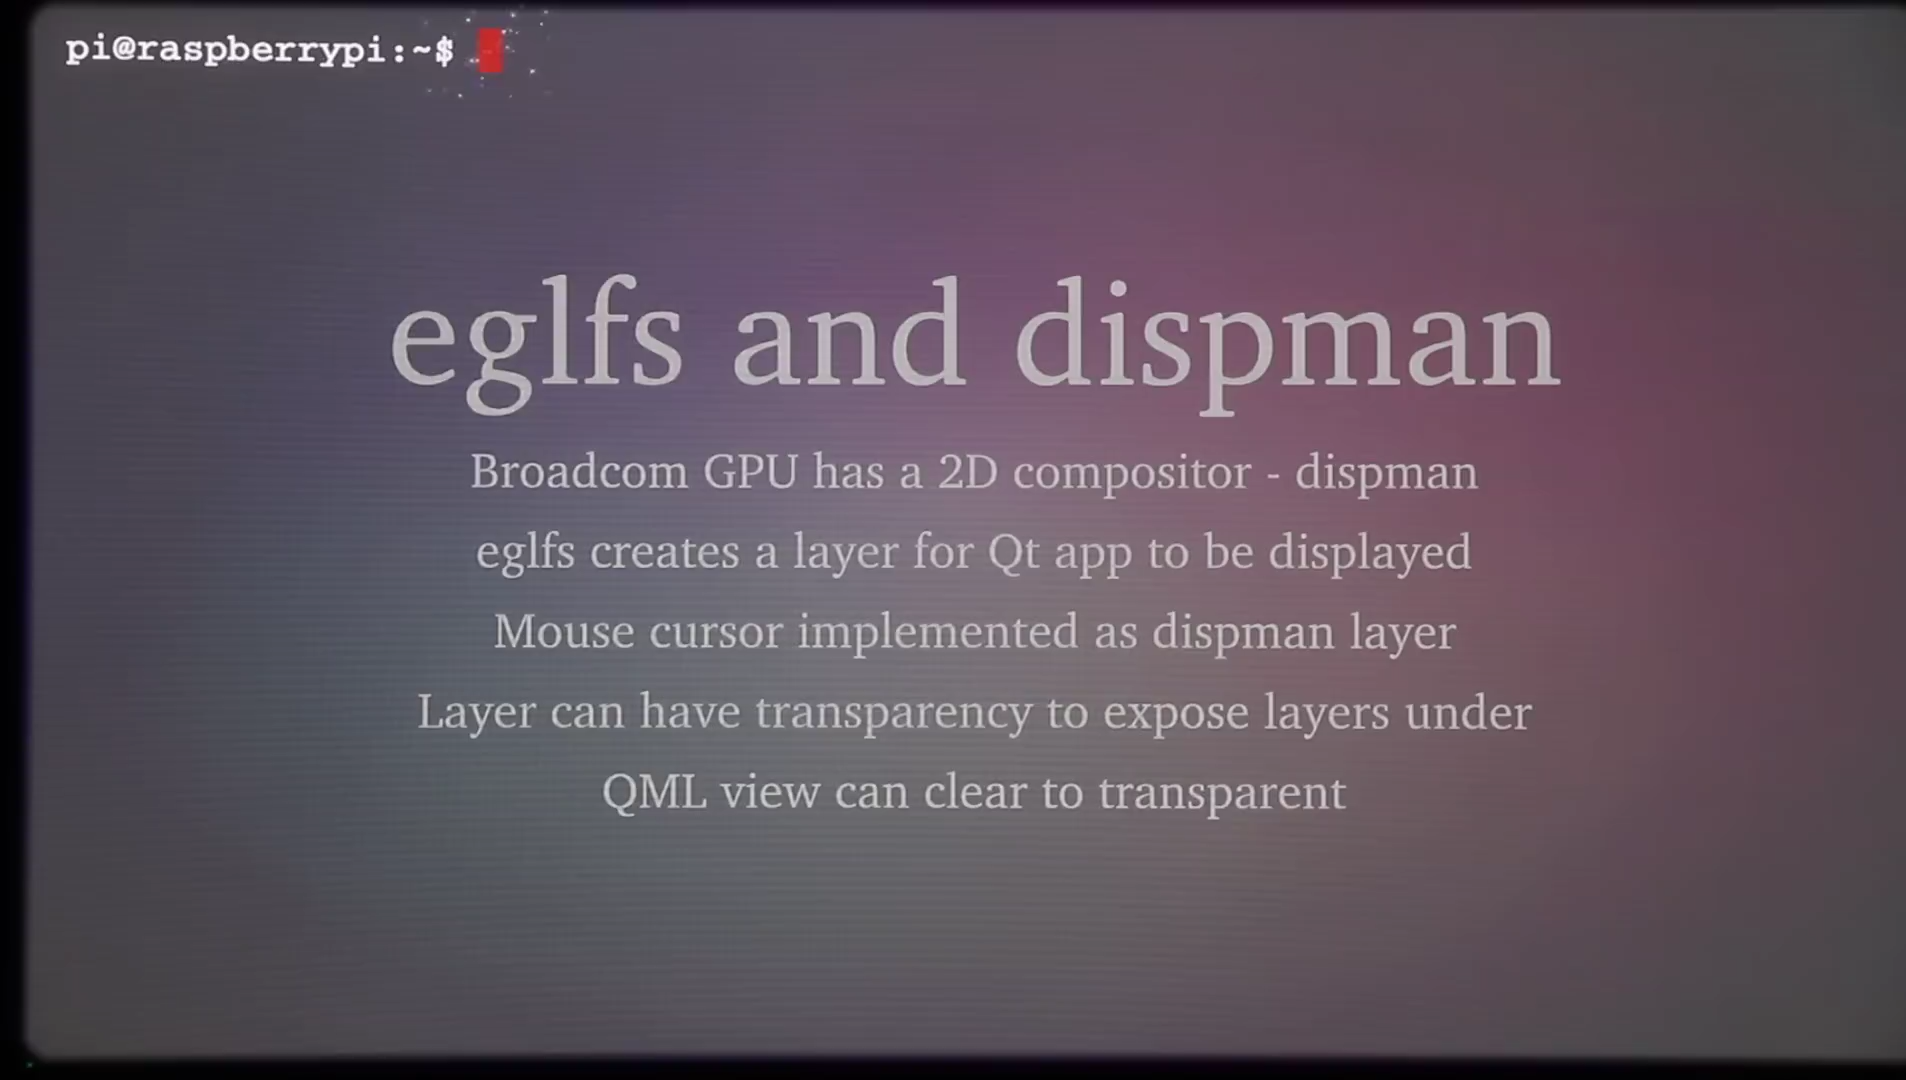 pi@raspberrypi:~$
eglfs and dispman
Broadcom GPU has a 2D compositor - dispman
eglfs creates a layer for Qt app to be displayed
Mouse cursor implemented as dispman layer
Layer can have transparency to expose layers under
QML view can clear to transparent